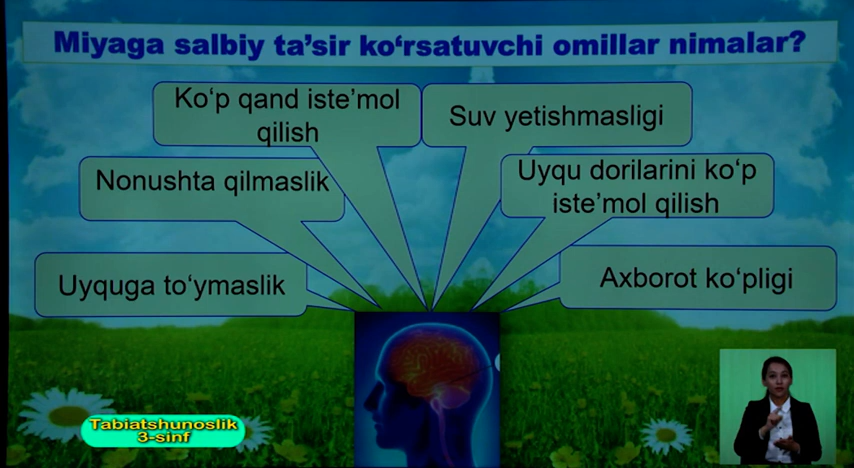 Miyaga salbiy ta’sir ko‘rsatuvchi omillar nimalar?
Ko‘p qand iste’mol
qilish
Suv yetishmasligi
Nonushta qilmaslik
Uyqu dorilarini ko‘p
iste’mol qilish
Uyquga to‘ymaslik
Axborot ko‘pligi
Tabiatshunoslik
3-sinf